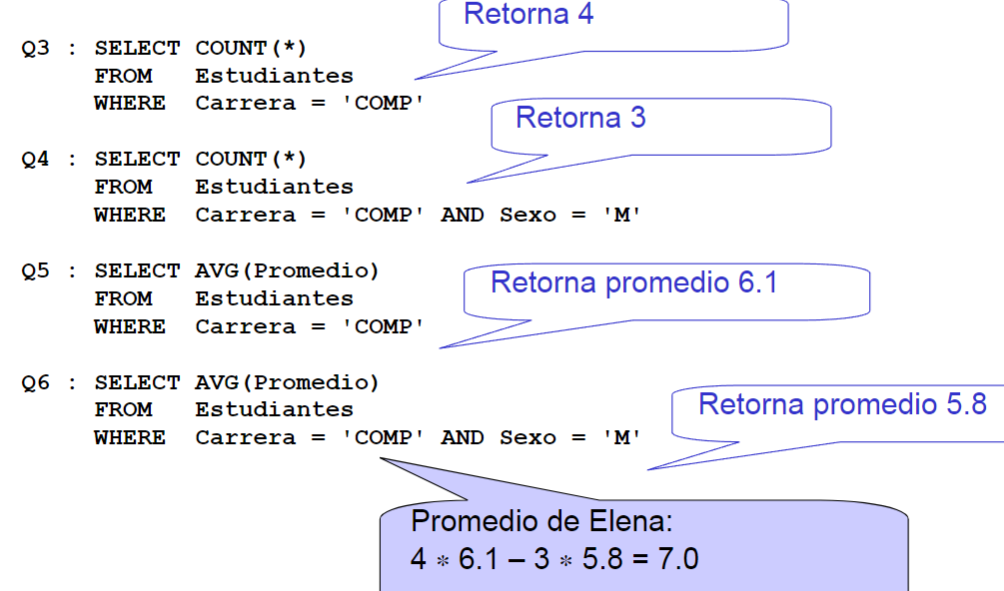 Retorna 4
Q3 : SELECT COUNT(*)
FROM Estudiantes
WHERE Carrera = 'COMP'
Retorna 3
Q4 : SELECT COUNT(*)
FROM Estudiantes
WHERE Carrera = 'COMP' AND Sexo = 'M'
Q5 : SELECT AVG(Promedio)
Retorna promedio 6.1
FROM Estudiantes
WHERE Carrera = 'COMP'
Q6 : SELECT AVG(Promedio)
FROM Estudiantes
Retorna promedio 5.8
WHERE Carrera = 'COMP' AND Sexo = 'M'
Promedio de Elena:
4 * 6.1 – 3 * 5.8 = 7.0